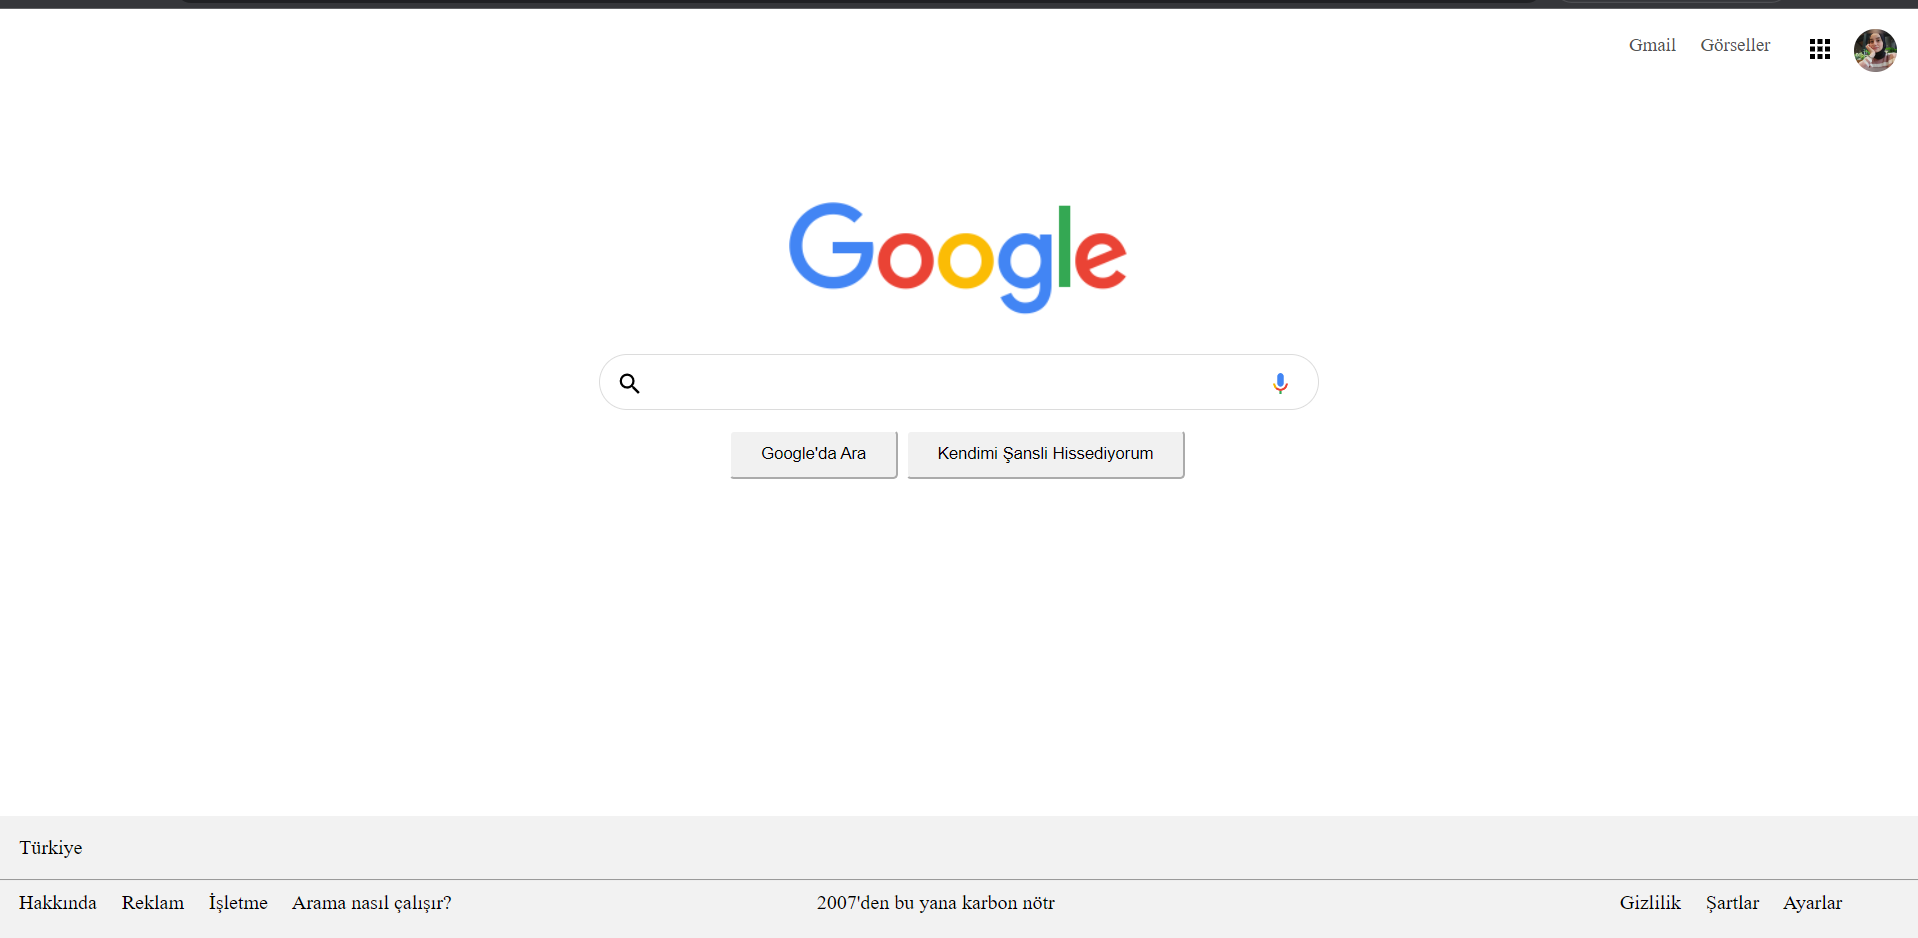 Gmail Görseller
Google
Google'da Ara Kendimi Şansli Hissediyorum
Türkiye
Hakkında Reklam İşletme Arama nasıl çalışır? 2007'den bu yana karbon nötr Gizlilik Şartlar Ayarlar